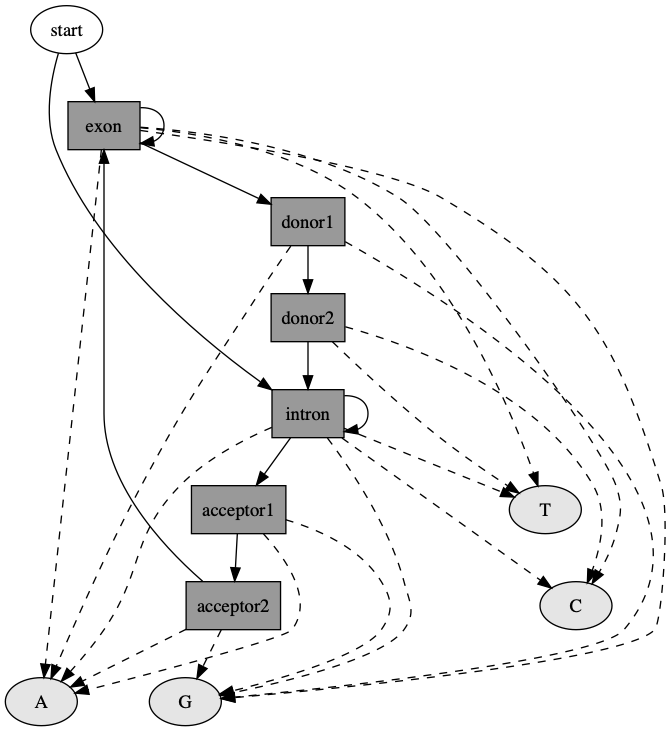 start
exon
donor1
donor2
intron
acceptor1
T
acceptor2
C
A
G